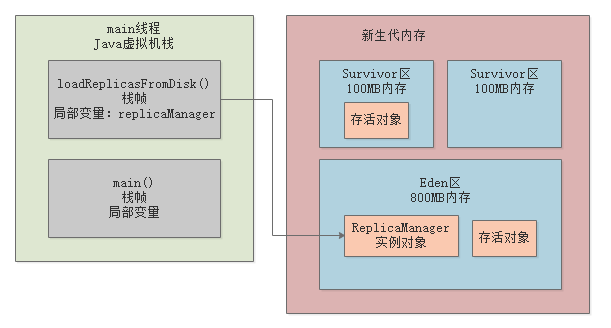 main线程
Java虚拟机栈
loadReplicasFromDisk()
栈帧
局部变量：replicaManager
main()
栈帧
局部变量
新生代内存
Survivor区
100MB内存
存活对象
Survivor区
100MB内存
Eden区
800MB内存
ReplicaManager
实例对象
存活对象